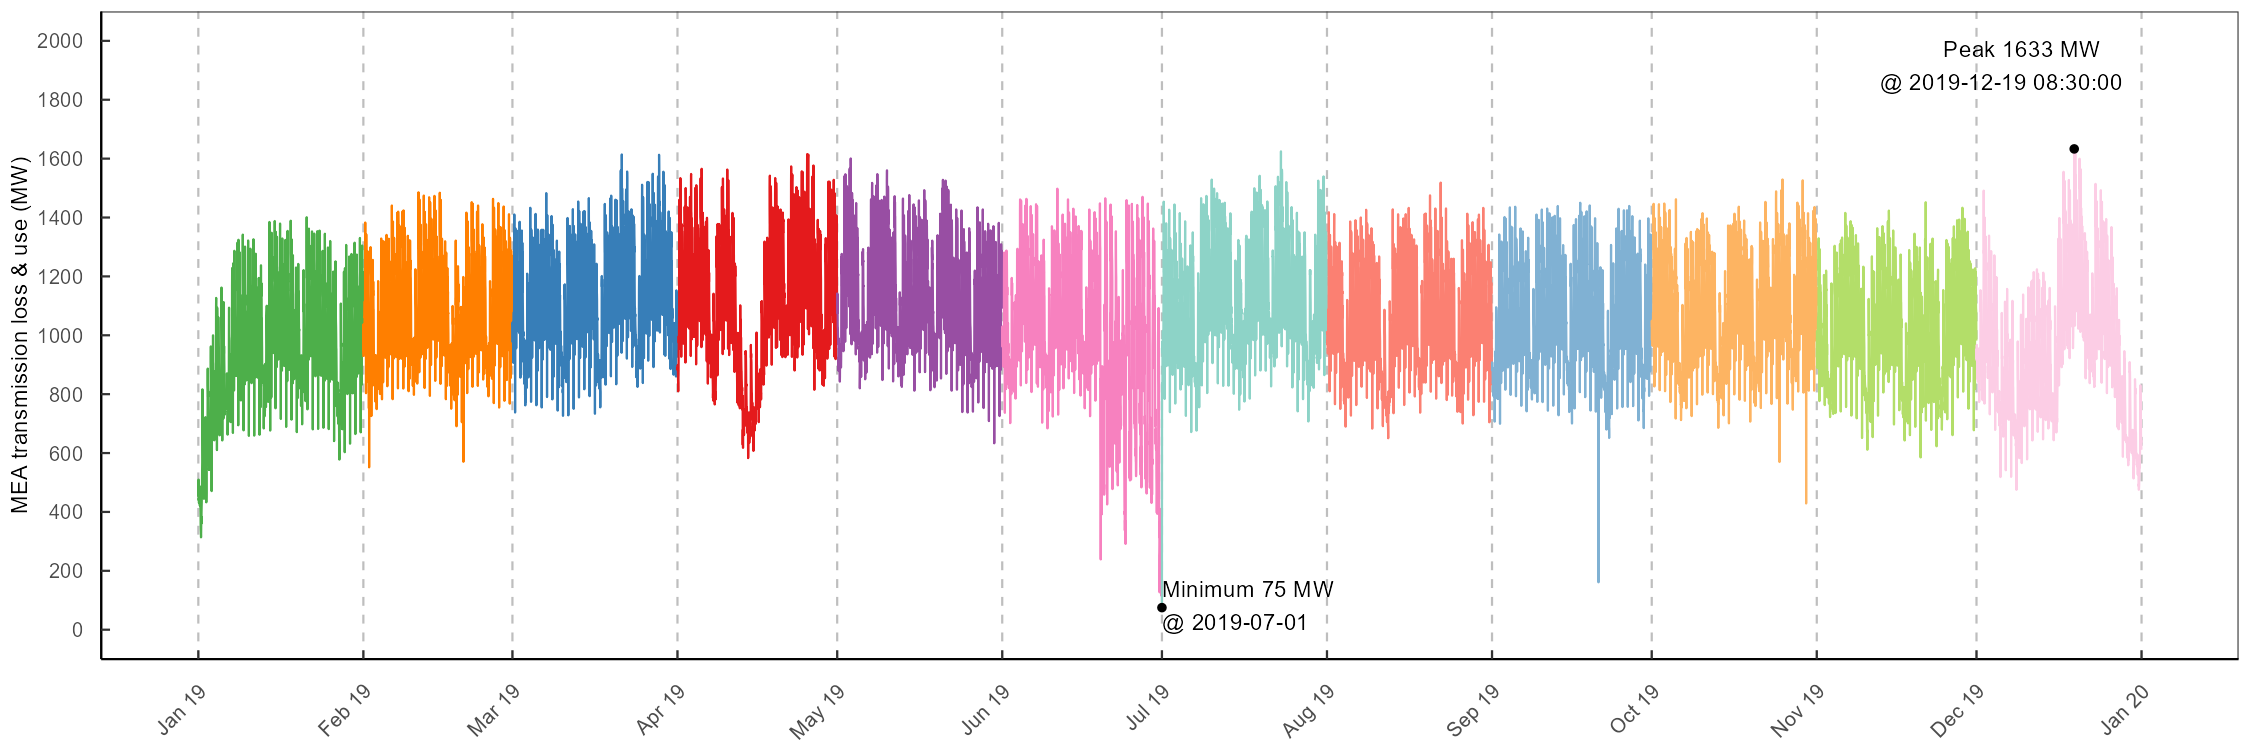 MEA transmission loss & use (MW)
2000
1800
1600
1400
1200
1000
800
600
400
200
0
Peak 1633 MW
@ 2019-12-19 08:30:00
Minimum 75 MW
@ 2019-07-01
Jan 19
Feb 19
Mar 19
Apr 19
May 19
Jun 19
Jul 19
Aug 19
Sep 19
Oct 19
Nov 19
Dec 19
Jan 20